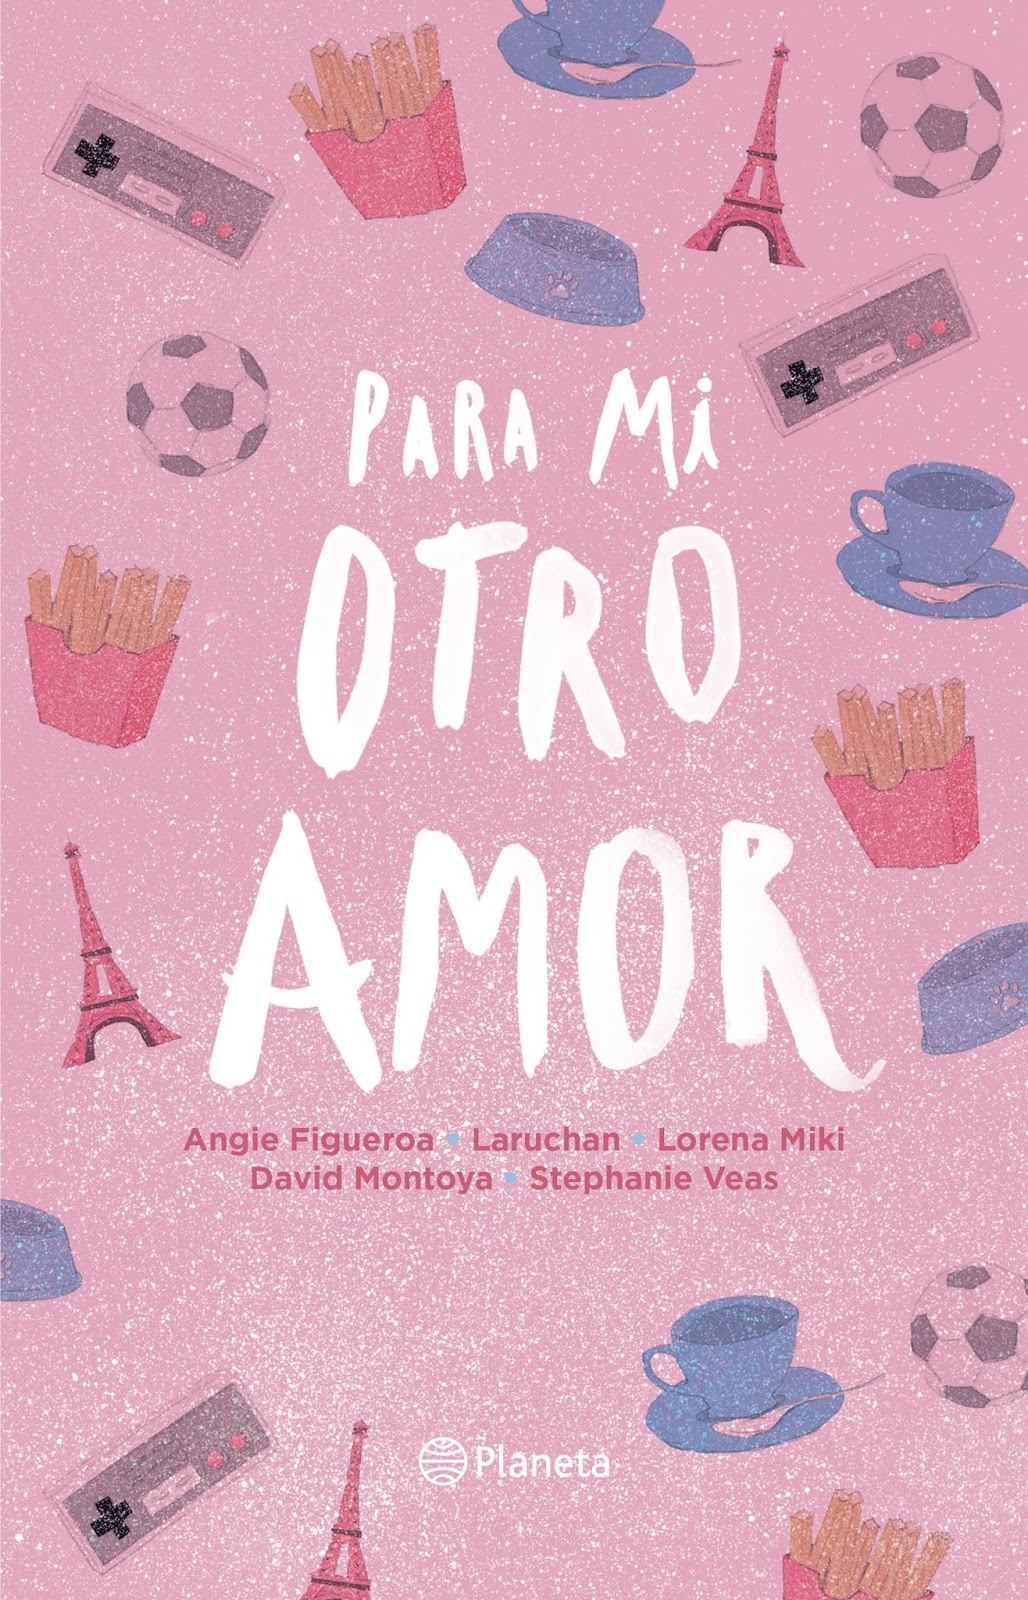 PARA Mi
OTRO
AMOR
Angie Figueroa • Laruchan • Lorena Miki
David Montoya • Stephanie Veas
Planeta